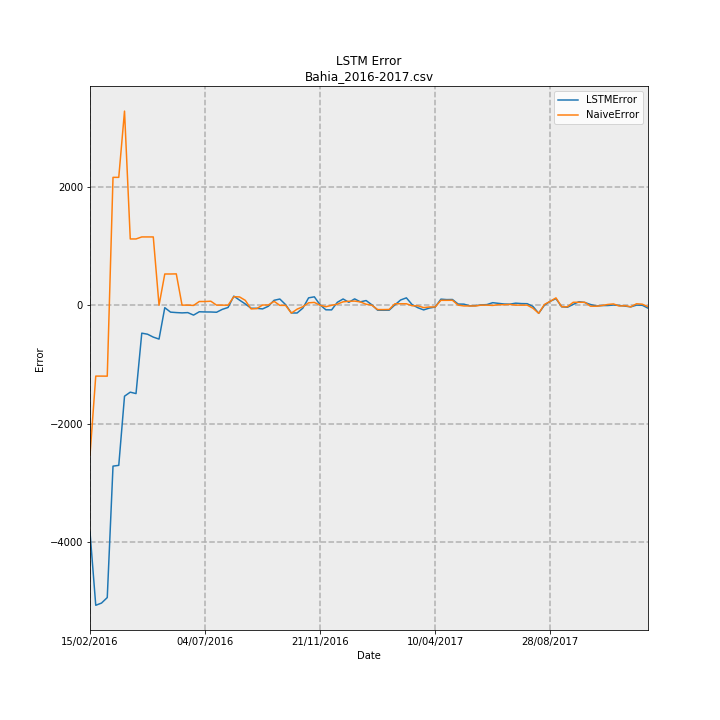 LSTM Error
Bahia_2016-2017.csv
LSTMError
NaiveError
2000
0
−2000
−4000
Error
15/02/2016
04/07/2016
21/11/2016
10/04/2017
28/08/2017
Date